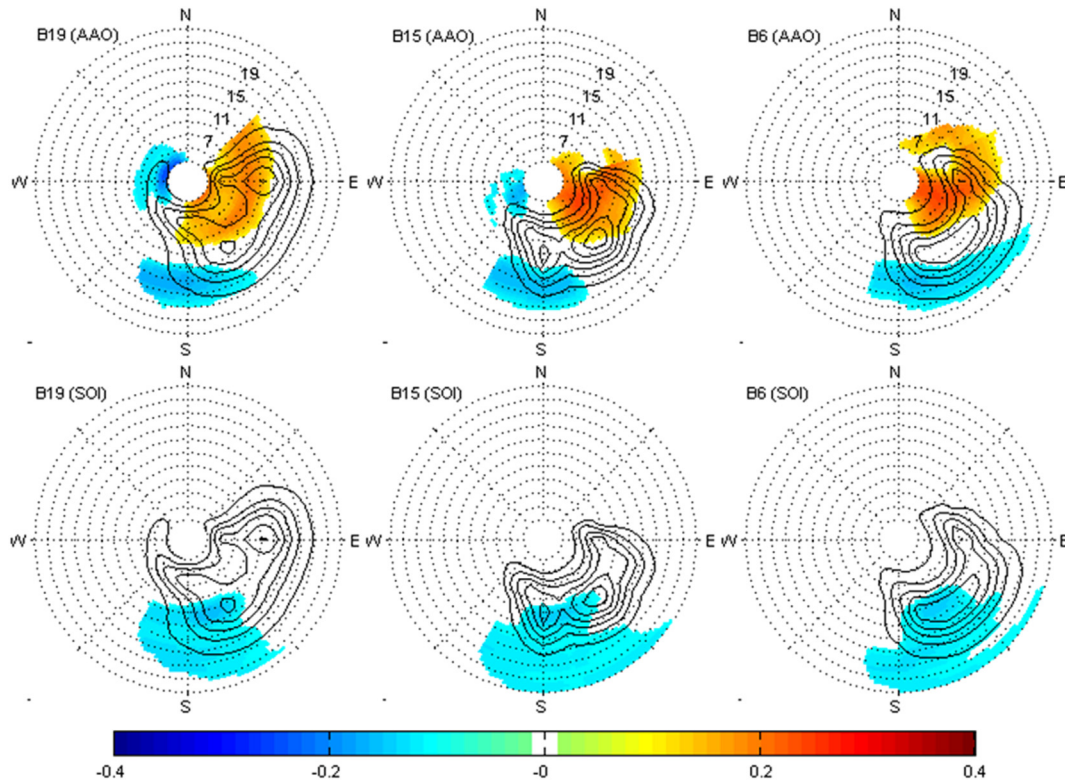 N
B19 (AAO)
19
15
11
7
W
E
S
-
N
B15 (AAO)
19
15
11
7
W
E
S
-
N
B6 (AAO)
19
15
11
7
W
E
S
-
N
B19 (SOI)
W
E
S
-
N
B15 (SOI)
W
E
S
-
N
B6 (SOI)
W
E
S
-
-0.4
-0.2
-0
0.2
0.4